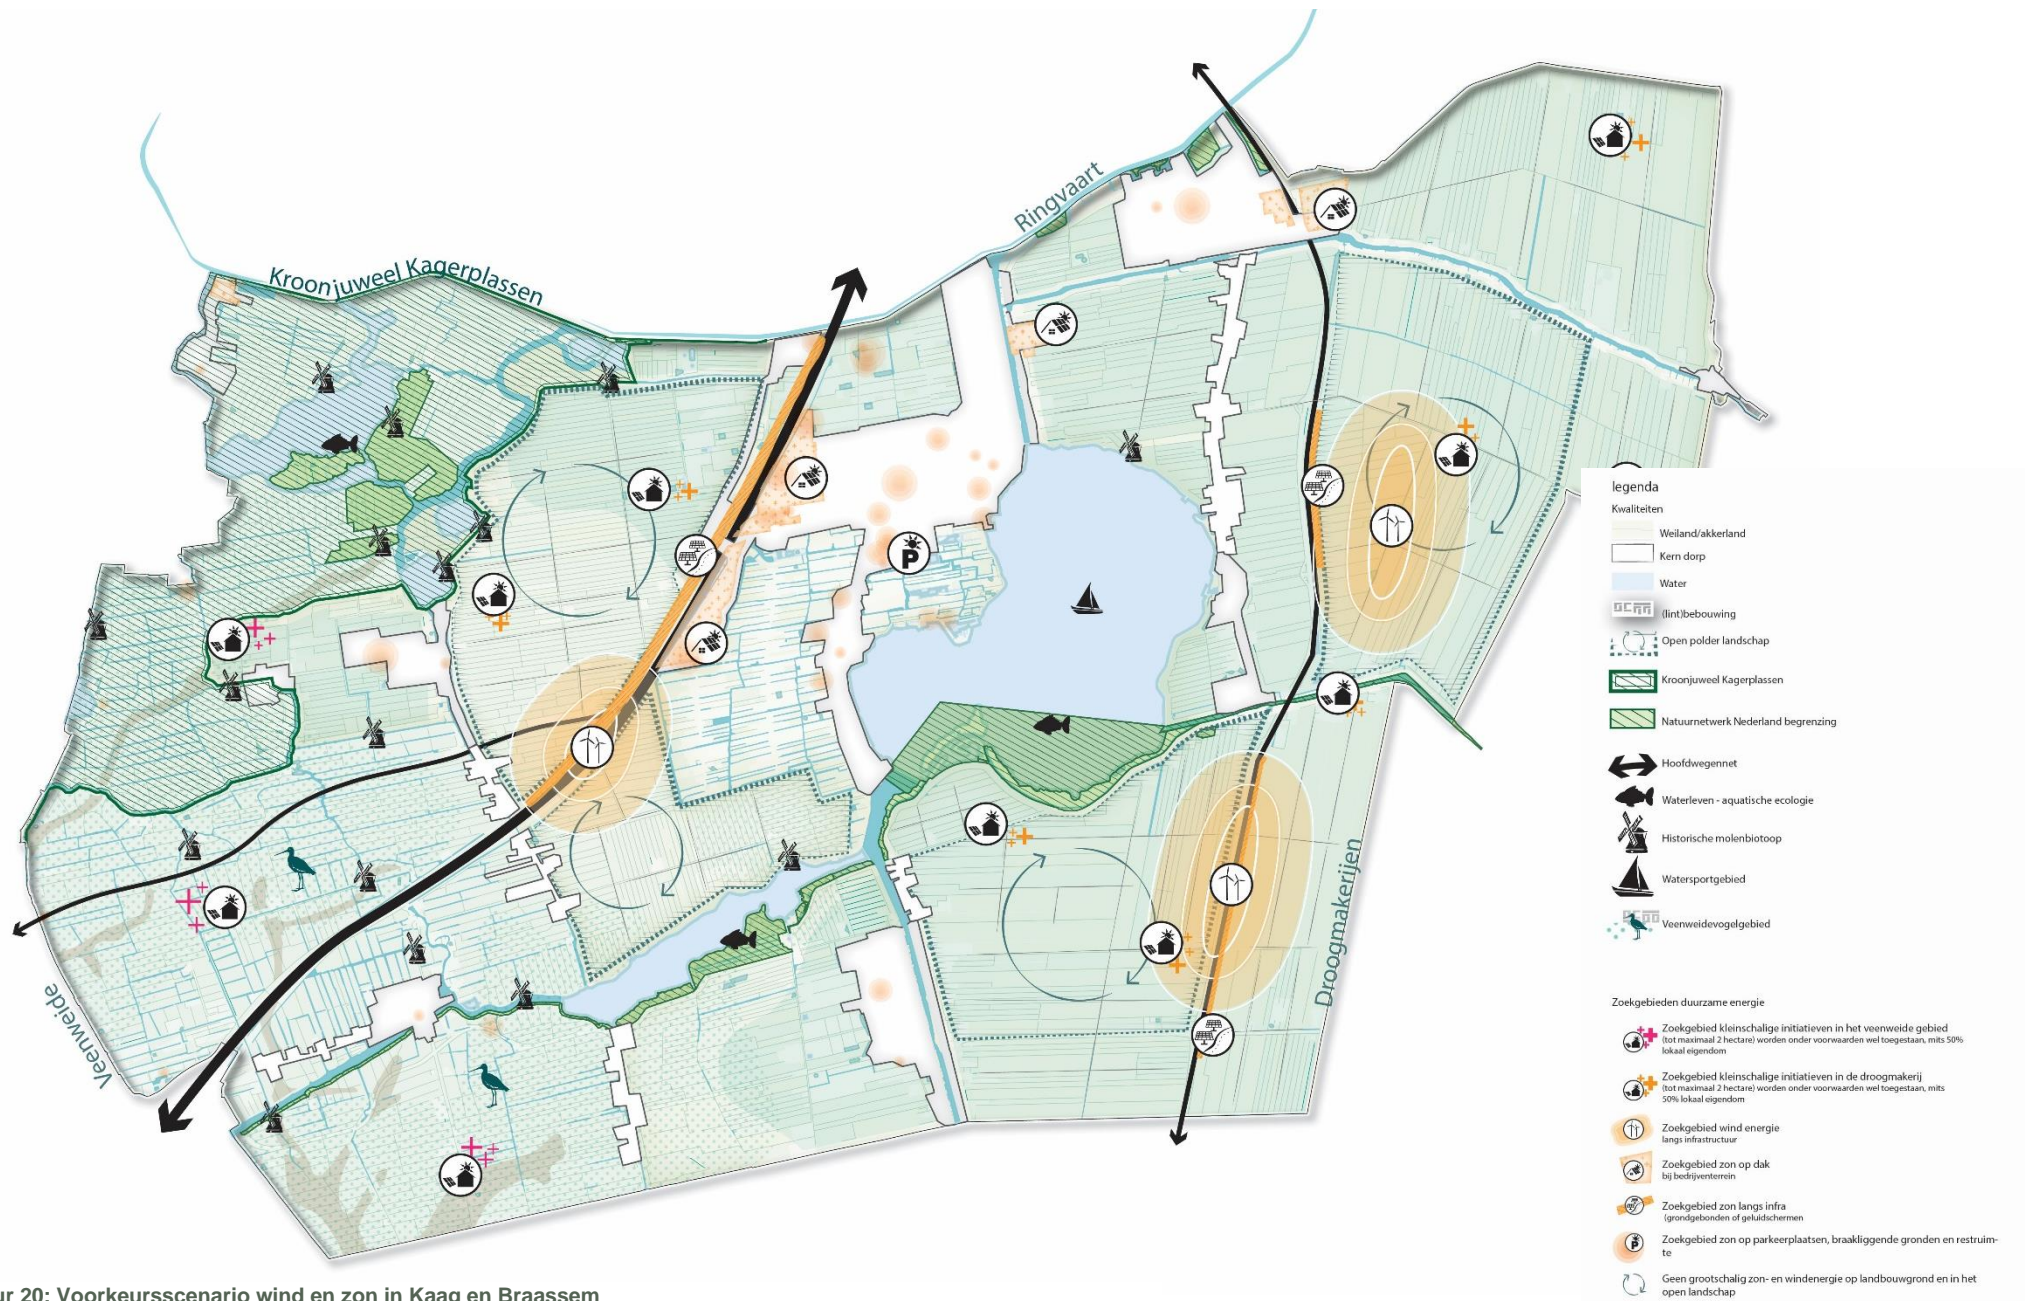 Kroonjuweel Kagerplassen
Ringvaart
P
Veenweide
Droogmakerijen
legenda
Kwaliteiten
Weiland/akkerland
Kern dorp
Water
(lint)bebouwing
Open polder landschap
Kroonjuweel Kagerplassen
Natuurnetwerk Nederland begrenzing
Hoofdwegennet
Waterleven - aquatische ecologie
Historische molenbiotoop
Watersportgebied
Veenweidevogelgebied
Zoekgebieden duurzame energie
Zoekgebied kleinschalige initiatieven in het veenweide gebied
(tot maximaal 2 hectare) worden onder voorwaarden wel toegestaan, mits 50%
lokaal eigendom
Zoekgebied kleinschalige initiatieven in de droogmakerij
(tot maximaal 2 hectare) worden onder voorwaarden wel toegestaan, mits
50% lokaal eigendom
Zoekgebied wind energie
langs infrastructuur
Zoekgebied zon op dak
bij bedrijventerrein
Zoekgebied zon langs infra
(grondgebonden of geluidschermen
P
Zoekgebied zon op parkeerplaatsen, braakliggende gronden en restruim-
te
Geen grootschalig zon- en windenergie op landbouwgrond en in het
open landschap
ur 20: Voorkeursscenario wind en zon in Kaag en Braassem